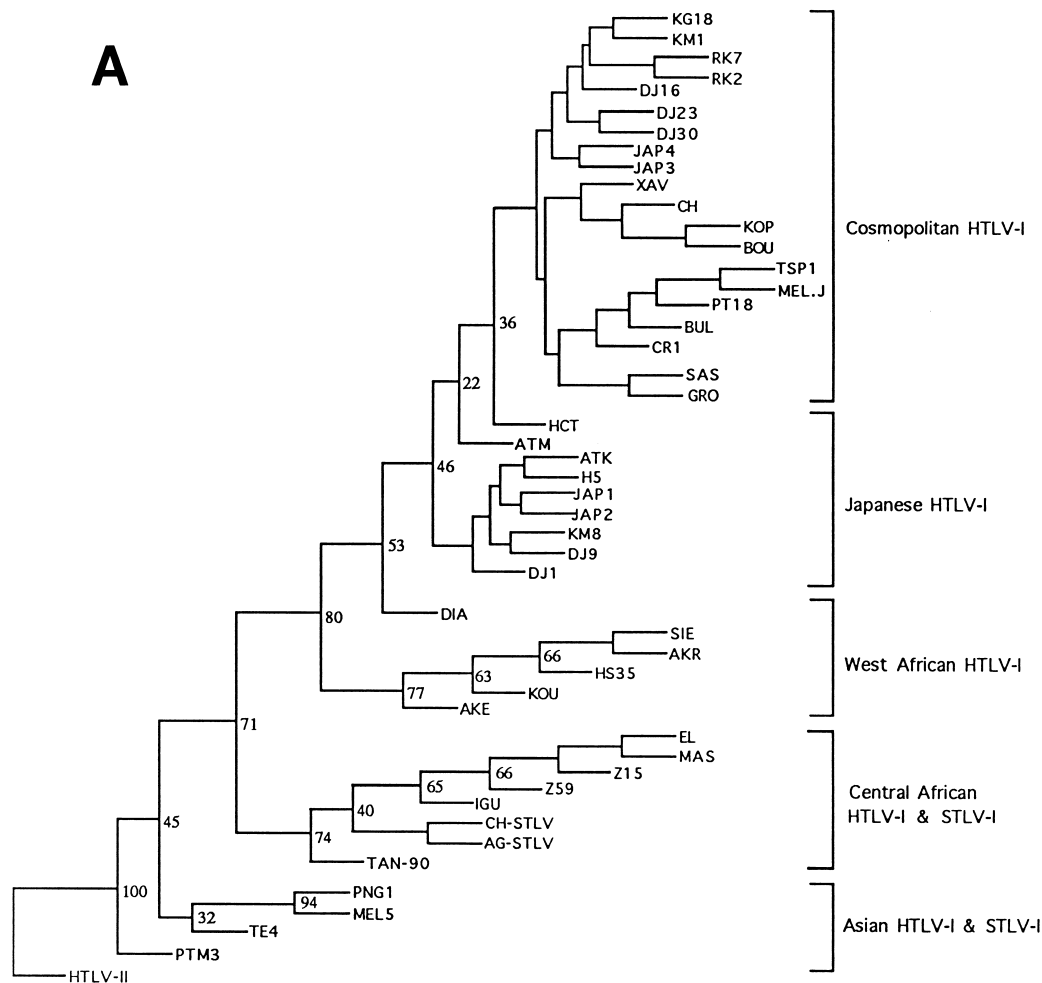 A
KG18
KM1
RK7
RK2
DJ16
DJ23
DJ30
JAP4
JAP3
XAV
CH
KOP
BOU
Cosmopolitan HTLV-I
TSP1
MEL.J
PT18
36
BUL
CR1
SAS
22
GRO
HCT
ATM
ATK
46
H5
JAP1
Japanese HTLV-I
JAP2
KM8
53
DJ9
DJ1
DIA
80
SIE
66
AKR
West African HTLV-I
63
HS35
77
KOU
AKE
71
EL
MAS
66
Z15
65
Z59
Central African
HTLV-I & STLV-I
40
IGU
45
CH-STLV
74
AG-STLV
TAN-90
100
PNG1
94
32
MEL5
Asian HTLV-I & STLV-I
TE4
PTM3
HTLV-II